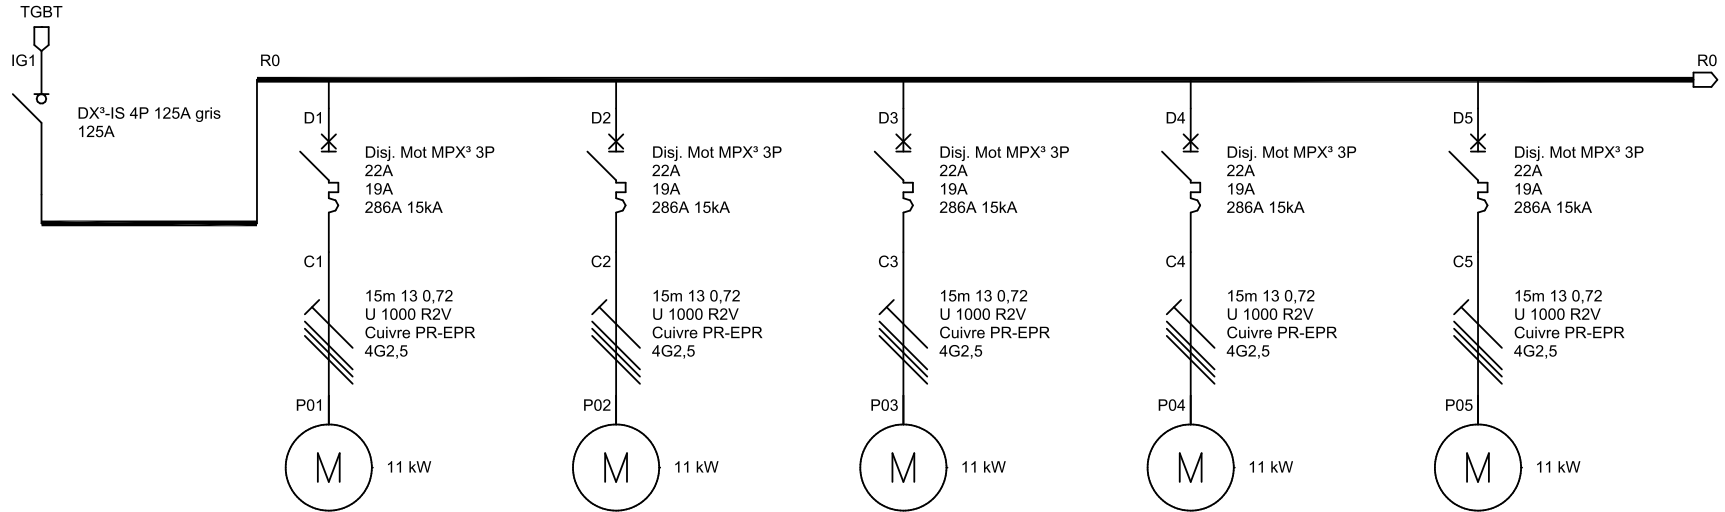 TGBT
IG1
DX³-IS 4P 125A gris
125A
R0
R0
D1
Disj. Mot MPX³ 3P
22A
19A
286A 15kA
C1
15m 13 0,72
U 1000 R2V
Cuivre PR-EPR
4G2,5
P01
M
11 kW
D2
Disj. Mot MPX³ 3P
22A
19A
286A 15kA
C2
15m 13 0,72
U 1000 R2V
Cuivre PR-EPR
4G2,5
P02
M
11 kW
D3
Disj. Mot MPX³ 3P
22A
19A
286A 15kA
C3
15m 13 0,72
U 1000 R2V
Cuivre PR-EPR
4G2,5
P03
M
11 kW
D4
Disj. Mot MPX³ 3P
22A
19A
286A 15kA
C4
15m 13 0,72
U 1000 R2V
Cuivre PR-EPR
4G2,5
P04
M
11 kW
D5
Disj. Mot MPX³ 3P
22A
19A
286A 15kA
C5
15m 13 0,72
U 1000 R2V
Cuivre PR-EPR
4G2,5
P05
M
11 kW